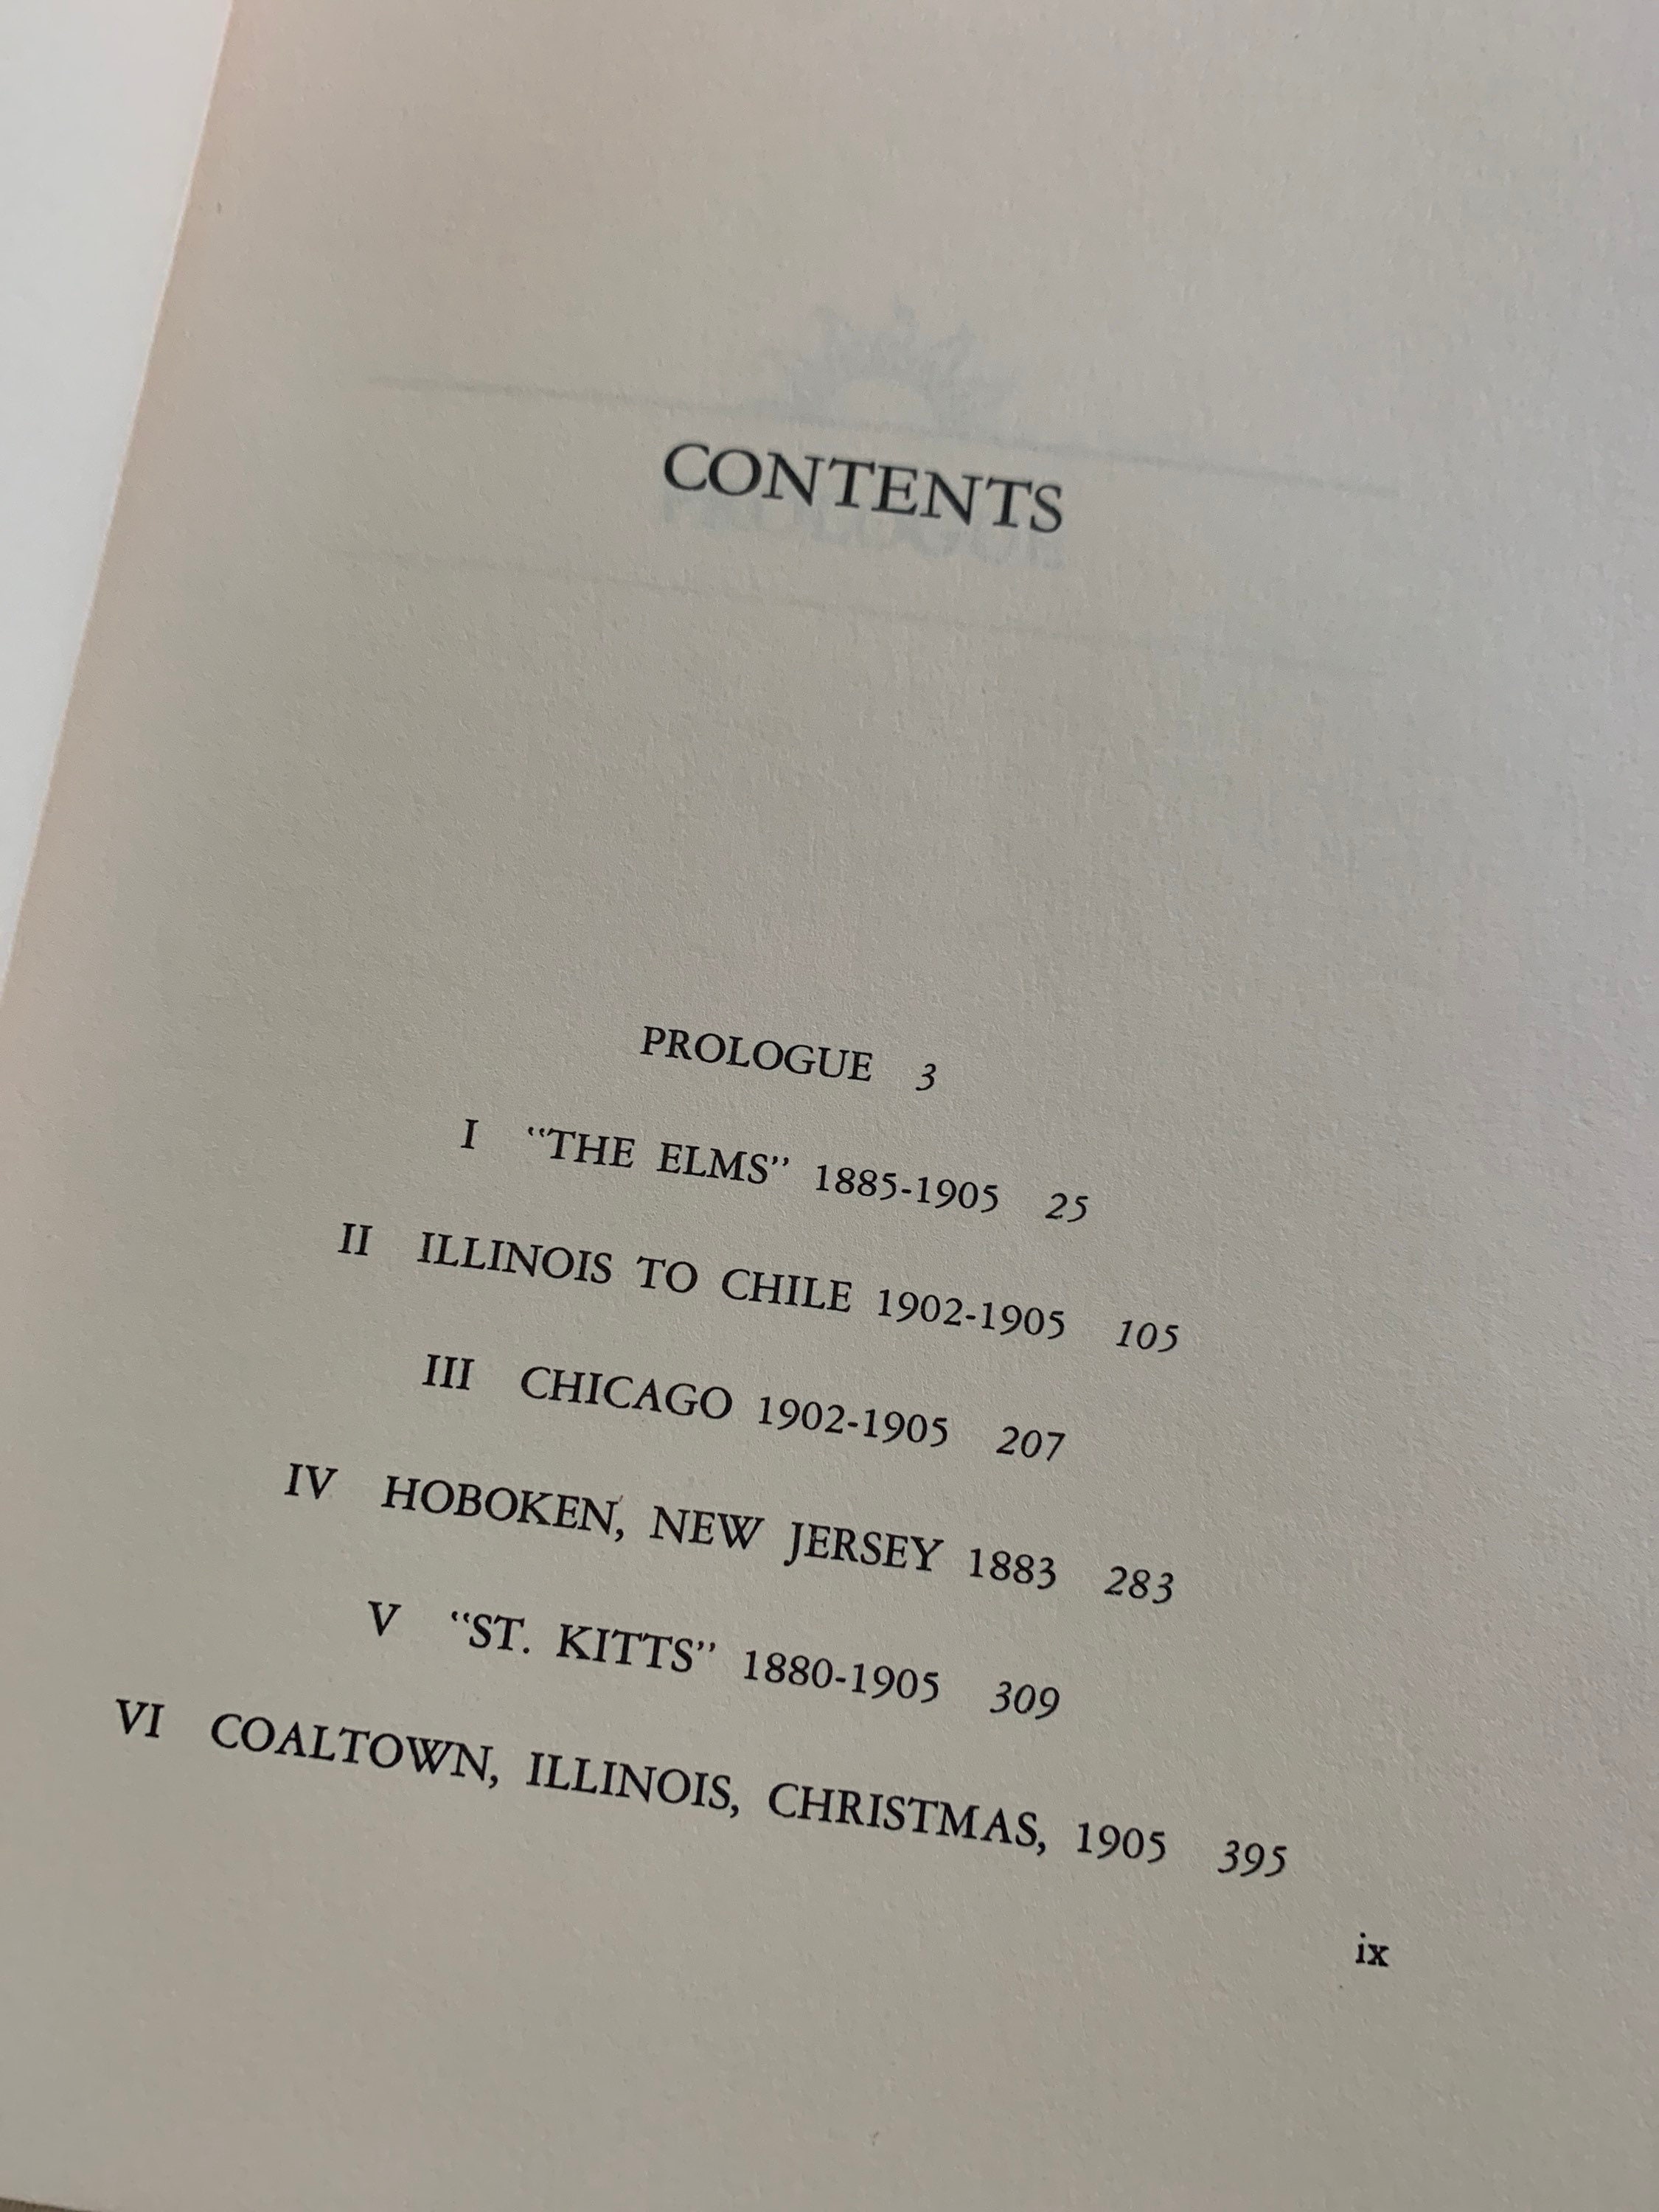 CONTENTS
PROLOGUE 3
I “THE ELMS” 1885-1905 25
II ILLINOIS TO CHILE 1902-1905 105
III CHICAGO 1902-1905 207
IV HOBOKEN, NEW JERSEY 1883 283
V “ST. KITTS” 1880-1905 309
VI COALTOWN, ILLINOIS, CHRISTMAS, 1905 395
ix